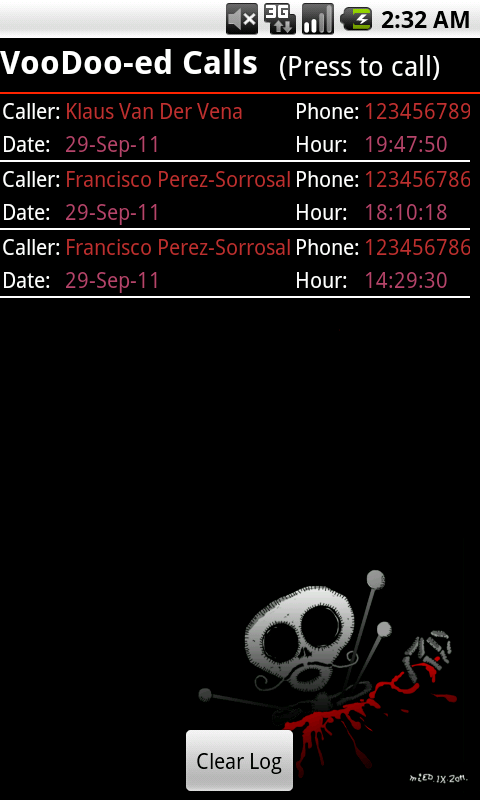 3G 2:32 AM
VooDoo-ed Calls (Press to call)
Caller: Klaus Van Der Vena Phone: 123456789
Date: 29-Sep-11 Hour: 19:47:50
Caller: Francisco Perez-Sorrosal Phone: 123456786
Date: 29-Sep-11 Hour: 18:10:18
Caller: Francisco Perez-Sorrosal Phone: 123456786
Date: 29-Sep-11 Hour: 14:29:30
Clear Log